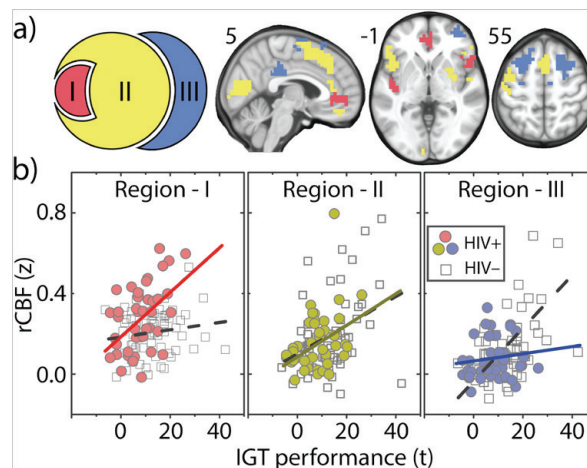 a)
I II III
5 -1 55
b)
Region - I Region - II Region - III
HIV+
HIV−
rCBF (z)
0.8
0.4
0.0
0 20 40 0 20 40 0 20 40
IGT performance (t)